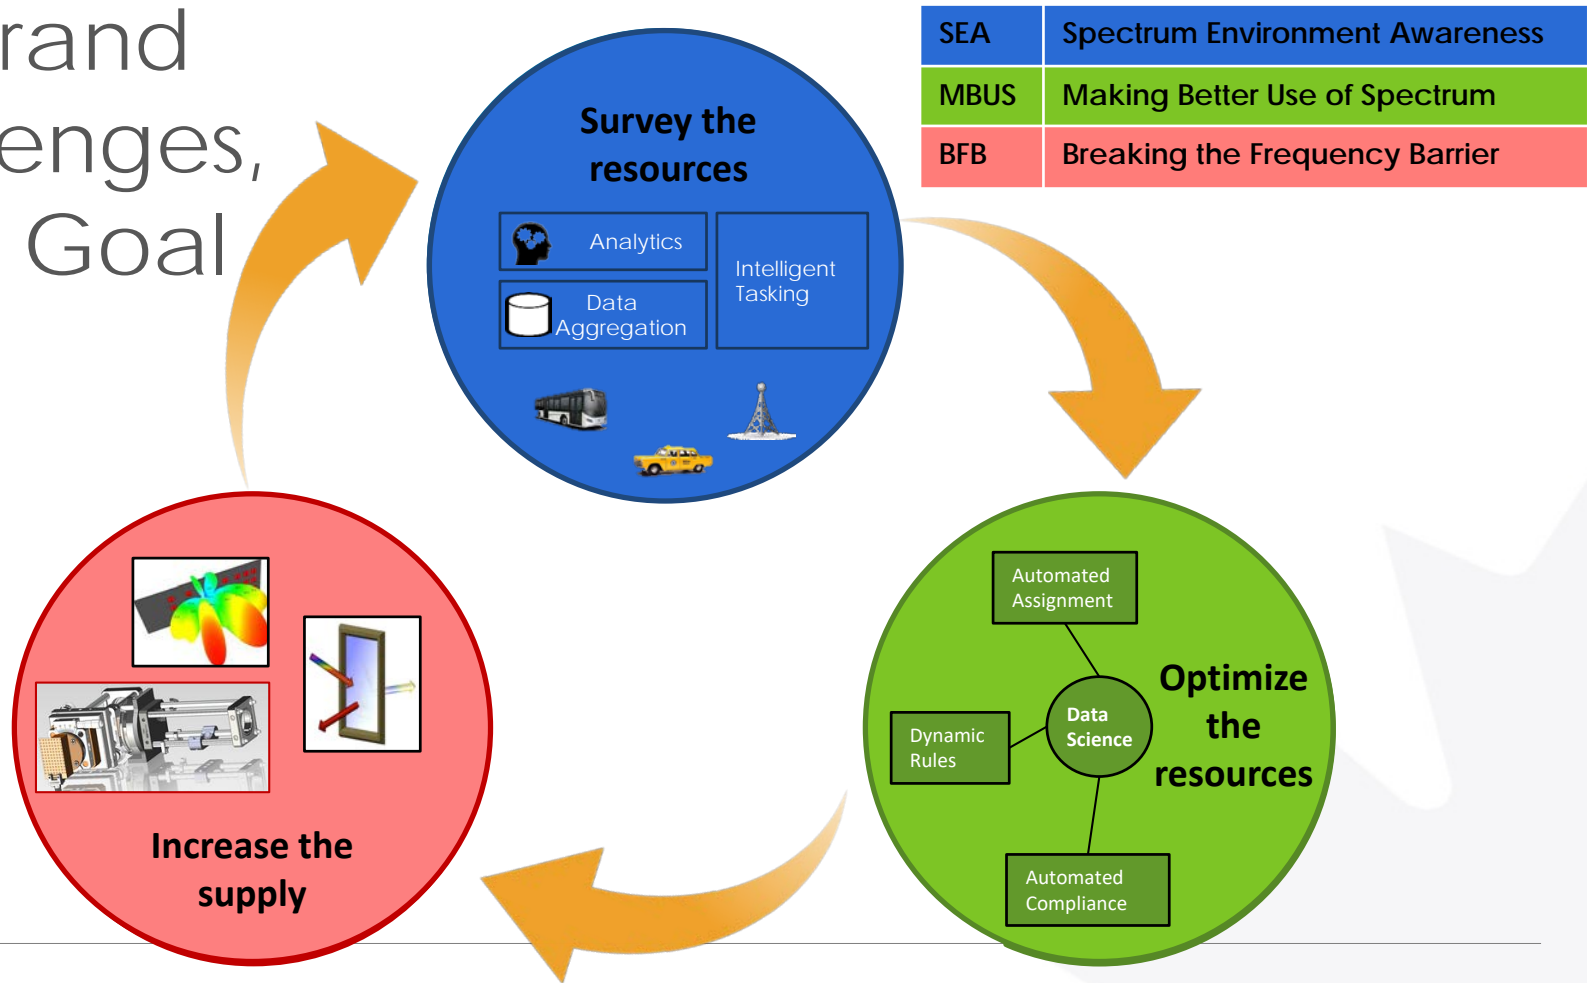 rand
enges,
Goal
SEA Spectrum Environment Awareness
MBUS Making Better Use of Spectrum
BFB Breaking the Frequency Barrier
Survey the
resources
Analytics
Data
Aggregation
Intelligent
Tasking
Automated
Assignment
Optimize
the
resources
Data
Science
Dynamic
Rules
Automated
Compliance
Increase the
supply